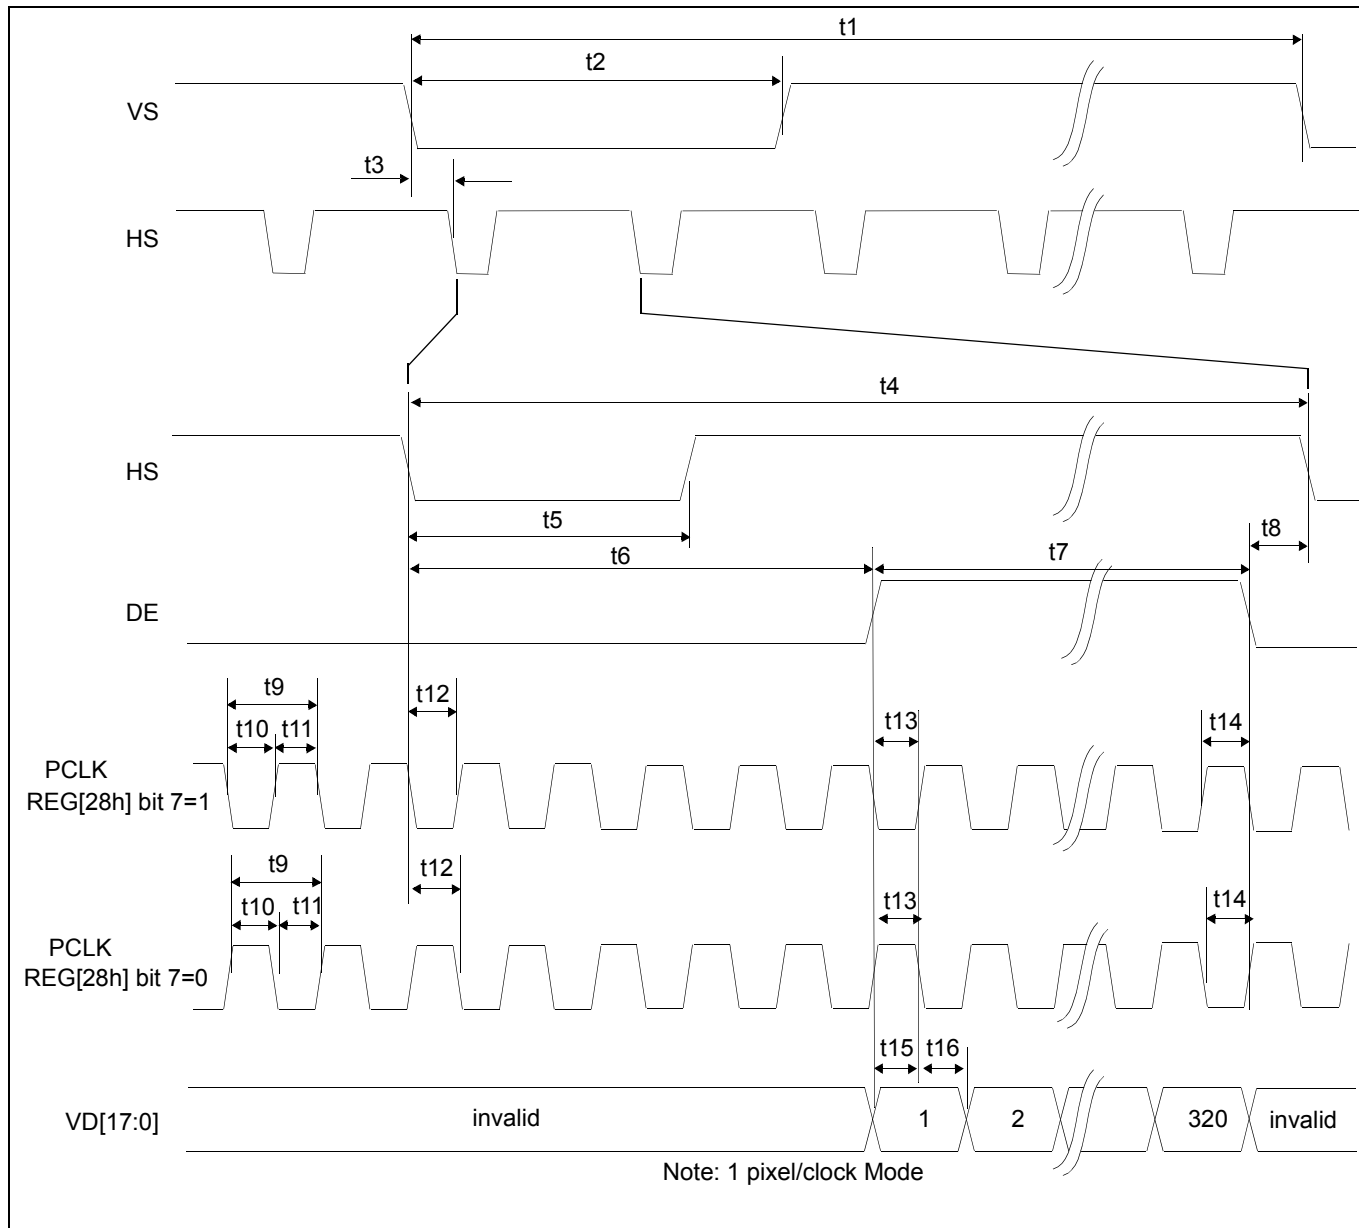 t1
t2
VS
t3
HS
t4
HS
t5
t8
t6
t7
DE
t9
t12
t10
t11
t13
t14
PCLK
REG[28h] bit 7=1
t9
t12
t10
t11
t13
t14
PCLK
REG[28h] bit 7=0
t15
t16
VD[17:0]
invalid
1
2
320
invalid
Note: 1 pixel/clock Mode